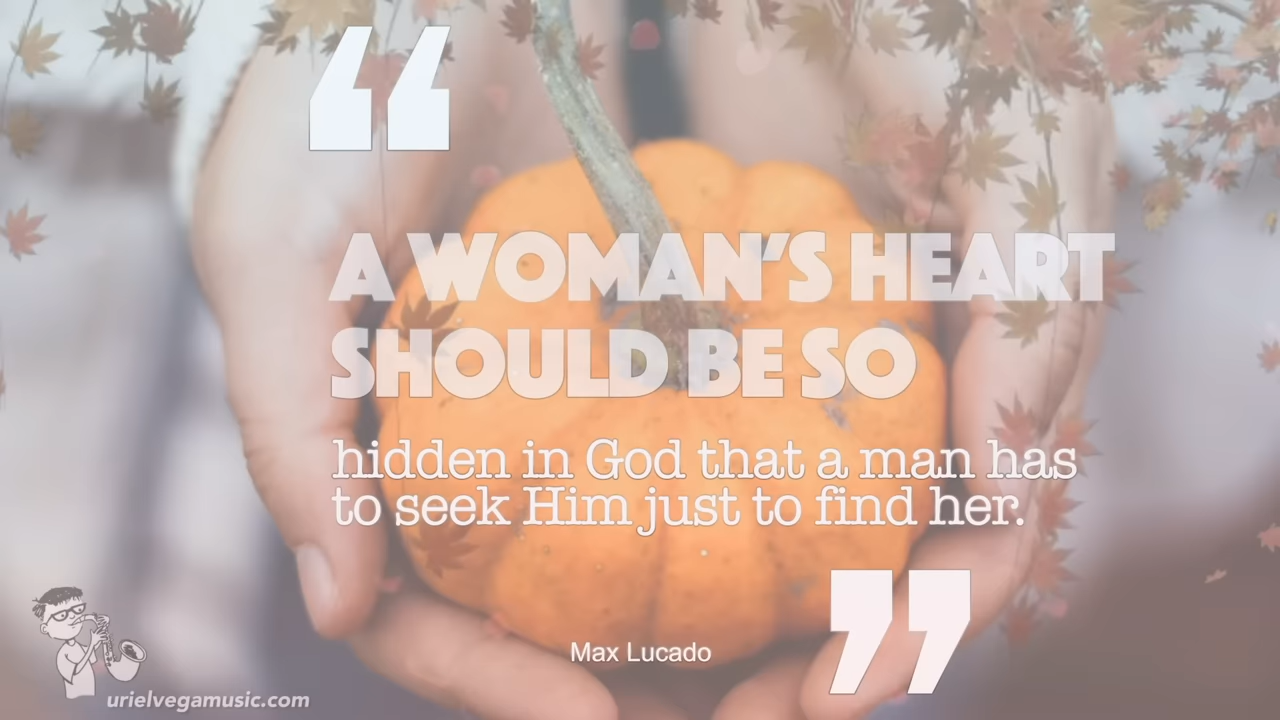 “
A WOMAN’S HEART
SHOULD BE SO
hidden in God that a man has
to seek Him just to find her.
”
Max Lucado
urielvegamusic.com